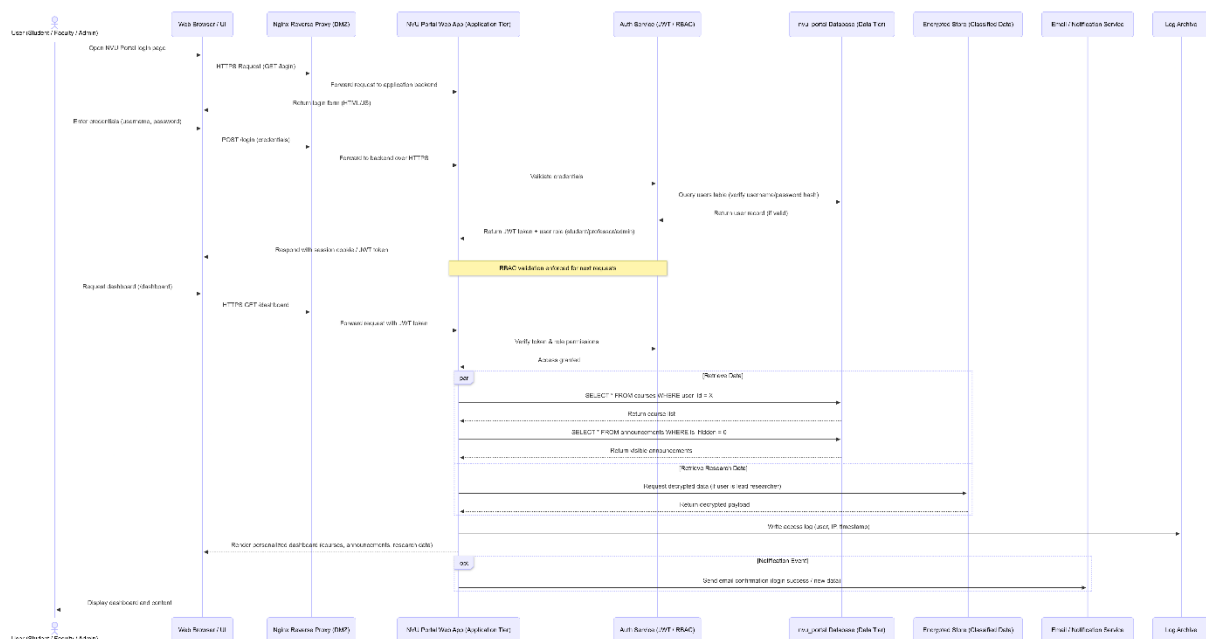 User (Student / Faculty / Admin)
Web Browser / UI
Nginx Reverse Proxy (DMZ)
NVU Portal Web App (Application Tier)
Auth Service (JWT / RBAC)
nvu_portal Database (Data Tier)
Encrypted Store (Classified Data)
Email / Notification Service
Log Archive
Open NVU Portal login page
HTTPS Request (GET /login)
Forward request to application backend
Return login form (HTML/JS)
Enter credentials (username, password)
POST /login (credentials)
Forward to backend over HTTPS
Validate credentials
Query users table (verify username/password hash)
Return user record (if valid)
Return JWT token + user role (student/professor/admin)
Respond with session cookie / JWT token
RBAC validation enforced for next requests
Request dashboard (/dashboard)
HTTPS GET /dashboard
Forward request with JWT token
Verify token & role permissions
Access granted
par
[Retrieve Data]
SELECT * FROM courses WHERE user_id = X
Return course list
SELECT * FROM announcements WHERE is_hidden = 0
Return visible announcements
[Retrieve Research Data]
Request decrypted data (if user is lead researcher)
Return decrypted payload
Write access log (user, IP, timestamp)
Render personalized dashboard (courses, announcements, research data)
opt
[Notification Event]
Send email confirmation (login success / new data)
Display dashboard and content
User (Student / Faculty / Admin)
Web Browser / UI
Nginx Reverse Proxy (DMZ)
NVU Portal Web App (Application Tier)
Auth Service (JWT / RBAC)
nvu_portal Database (Data Tier)
Encrypted Store (Classified Data)
Email / Notification Service
Log Archive